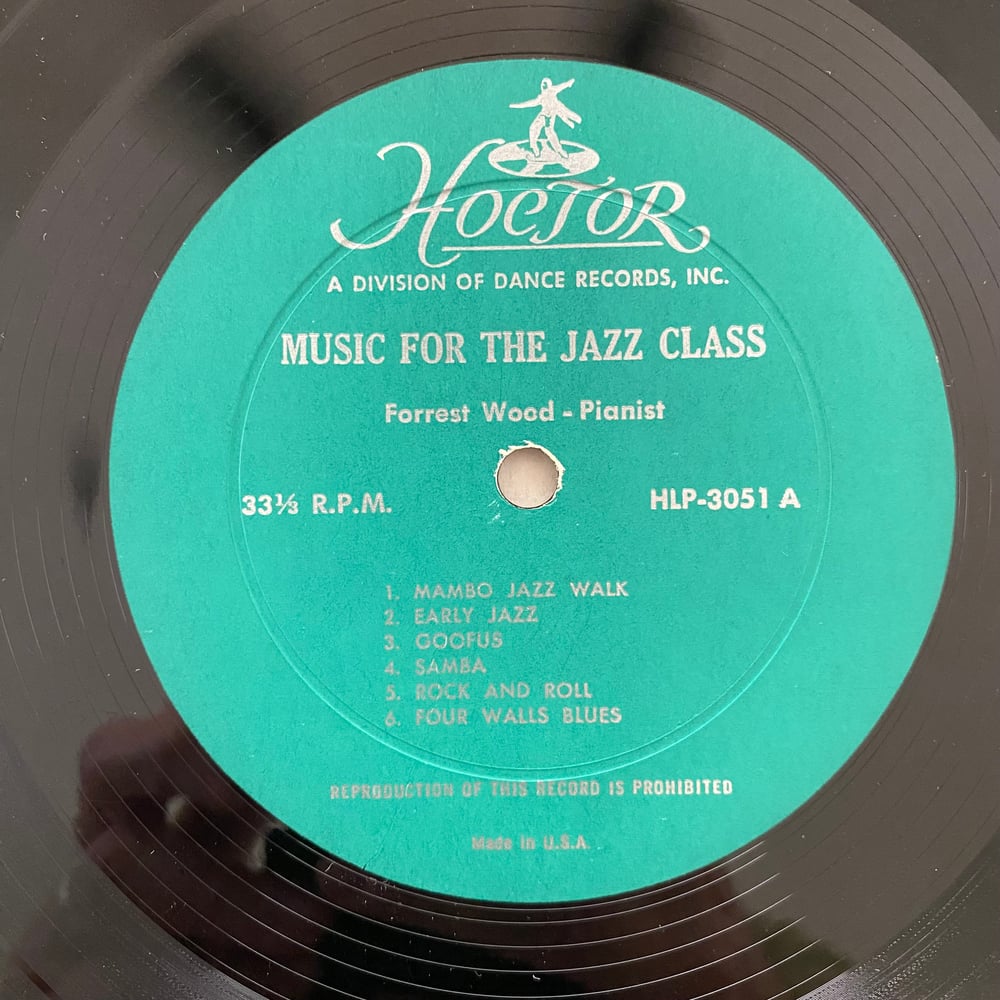 HOCTOR
A DIVISION OF DANCE RECORDS, INC.
MUSIC FOR THE JAZZ CLASS
Forrest Wood - Pianist
33⅓ R.P.M.
HLP-3051 A
1. MAMBO JAZZ WALK
2. EARLY JAZZ
3. GOOFUS
4. SAMBA
5. ROCK AND ROLL
6. FOUR WALLS BLUES
REPRODUCTION OF THIS RECORD IS PROHIBITED
Made in U.S.A.